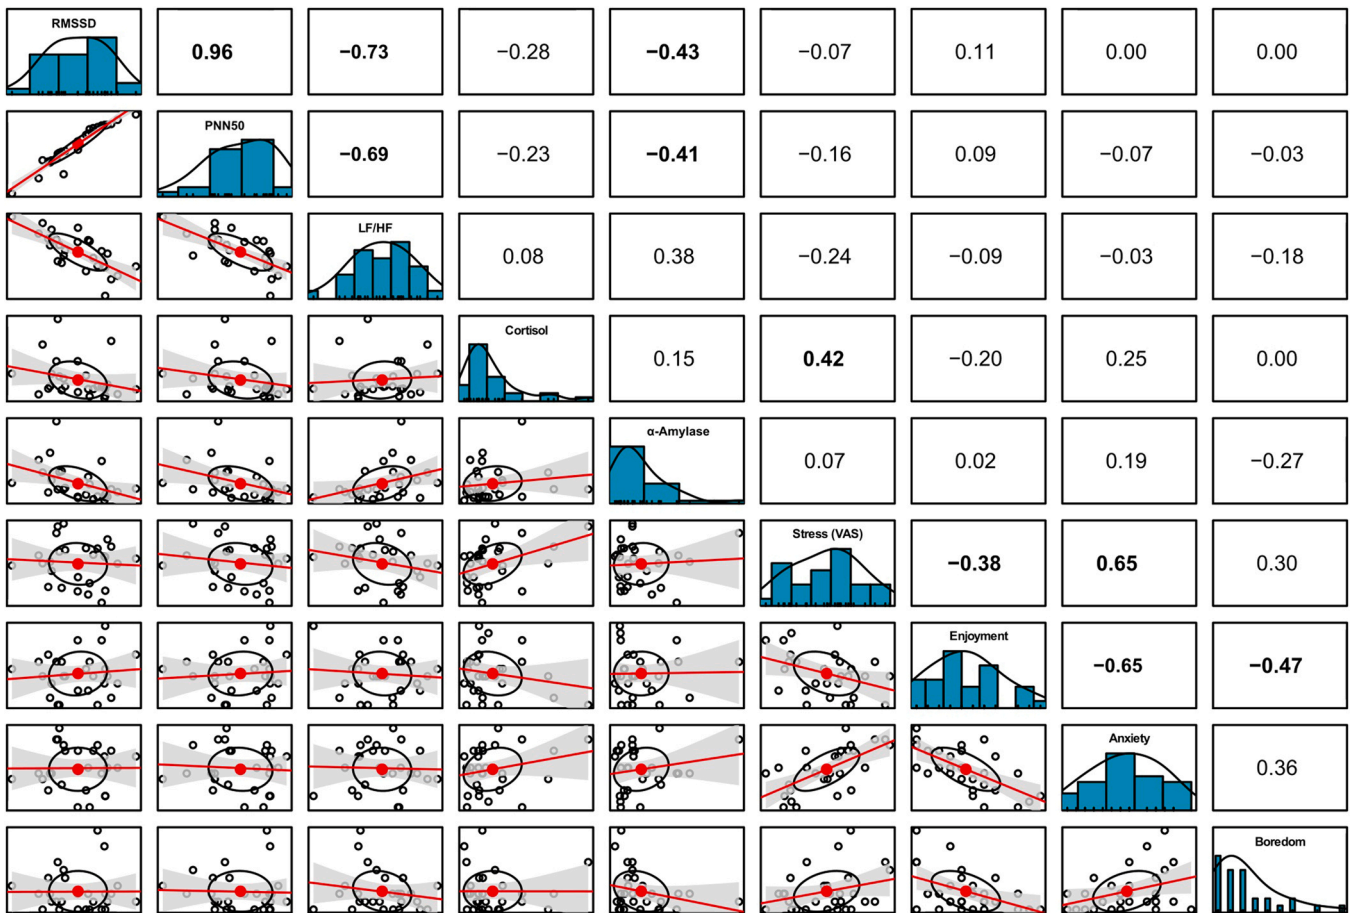 RMSSD
0.96 −0.73 −0.28 −0.43 −0.07 0.11 0.00 0.00
PNN50
−0.69 −0.23 −0.41 −0.16 0.09 −0.07 −0.03
LF/HF
0.08 0.38 −0.24 −0.09 −0.03 −0.18
Cortisol
0.15 0.42 −0.20 0.25 0.00
α-Amylase
0.07 0.02 0.19 −0.27
Stress (VAS)
−0.38 0.65 0.30
Enjoyment
−0.65 −0.47
Anxiety
0.36
Boredom